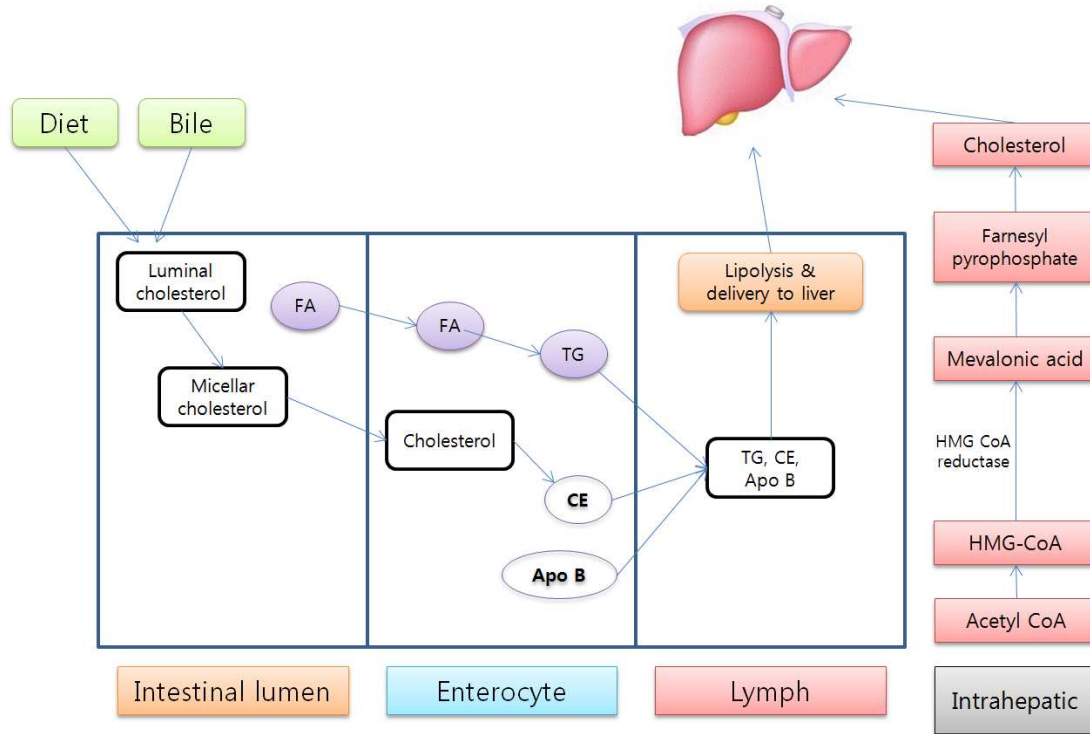 Diet
Bile
Luminal
cholesterol
Micellar
cholesterol
FA
FA
TG
Cholesterol
CE
Apo B
Lipolysis &
delivery to liver
TG, CE,
Apo B
Cholesterol
Farnesyl
pyrophosphate
Mevalonic acid
HMG CoA
reductase
HMG-CoA
Acetyl CoA
Intestinal lumen
Enterocyte
Lymph
Intrahepatic